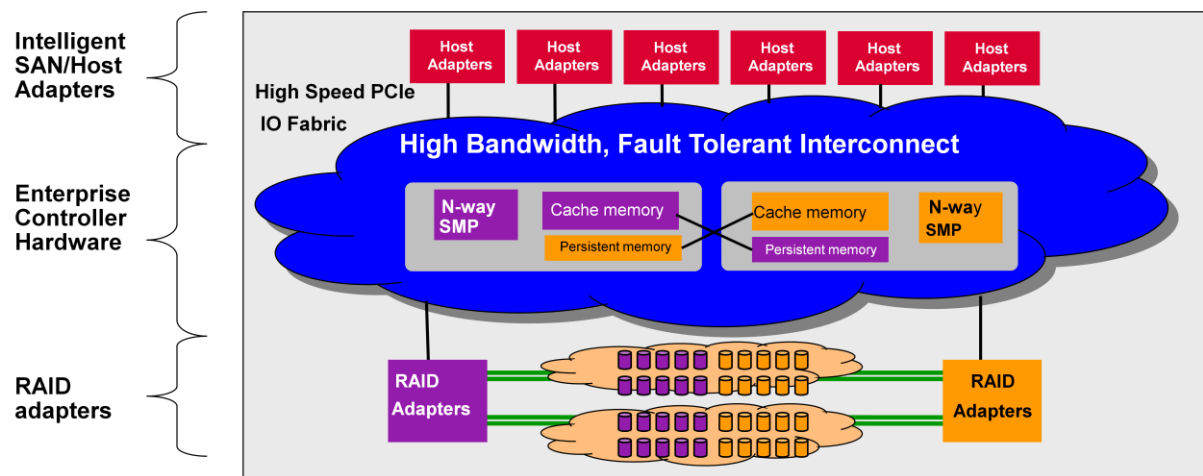 Intelligent
SAN/Host
Adapters
Host
Adapters
Host
Adapters
Host
Adapters
Host
Adapters
Host
Adapters
Host
Adapters
High Speed PCIe
IO Fabric
High Bandwidth, Fault Tolerant Interconnect
Enterprise
Controller
Hardware
N-way
SMP
Cache memory
Persistent memory
Cache memory
Persistent memory
N-way
SMP
RAID
adapters
RAID
Adapters
RAID
Adapters